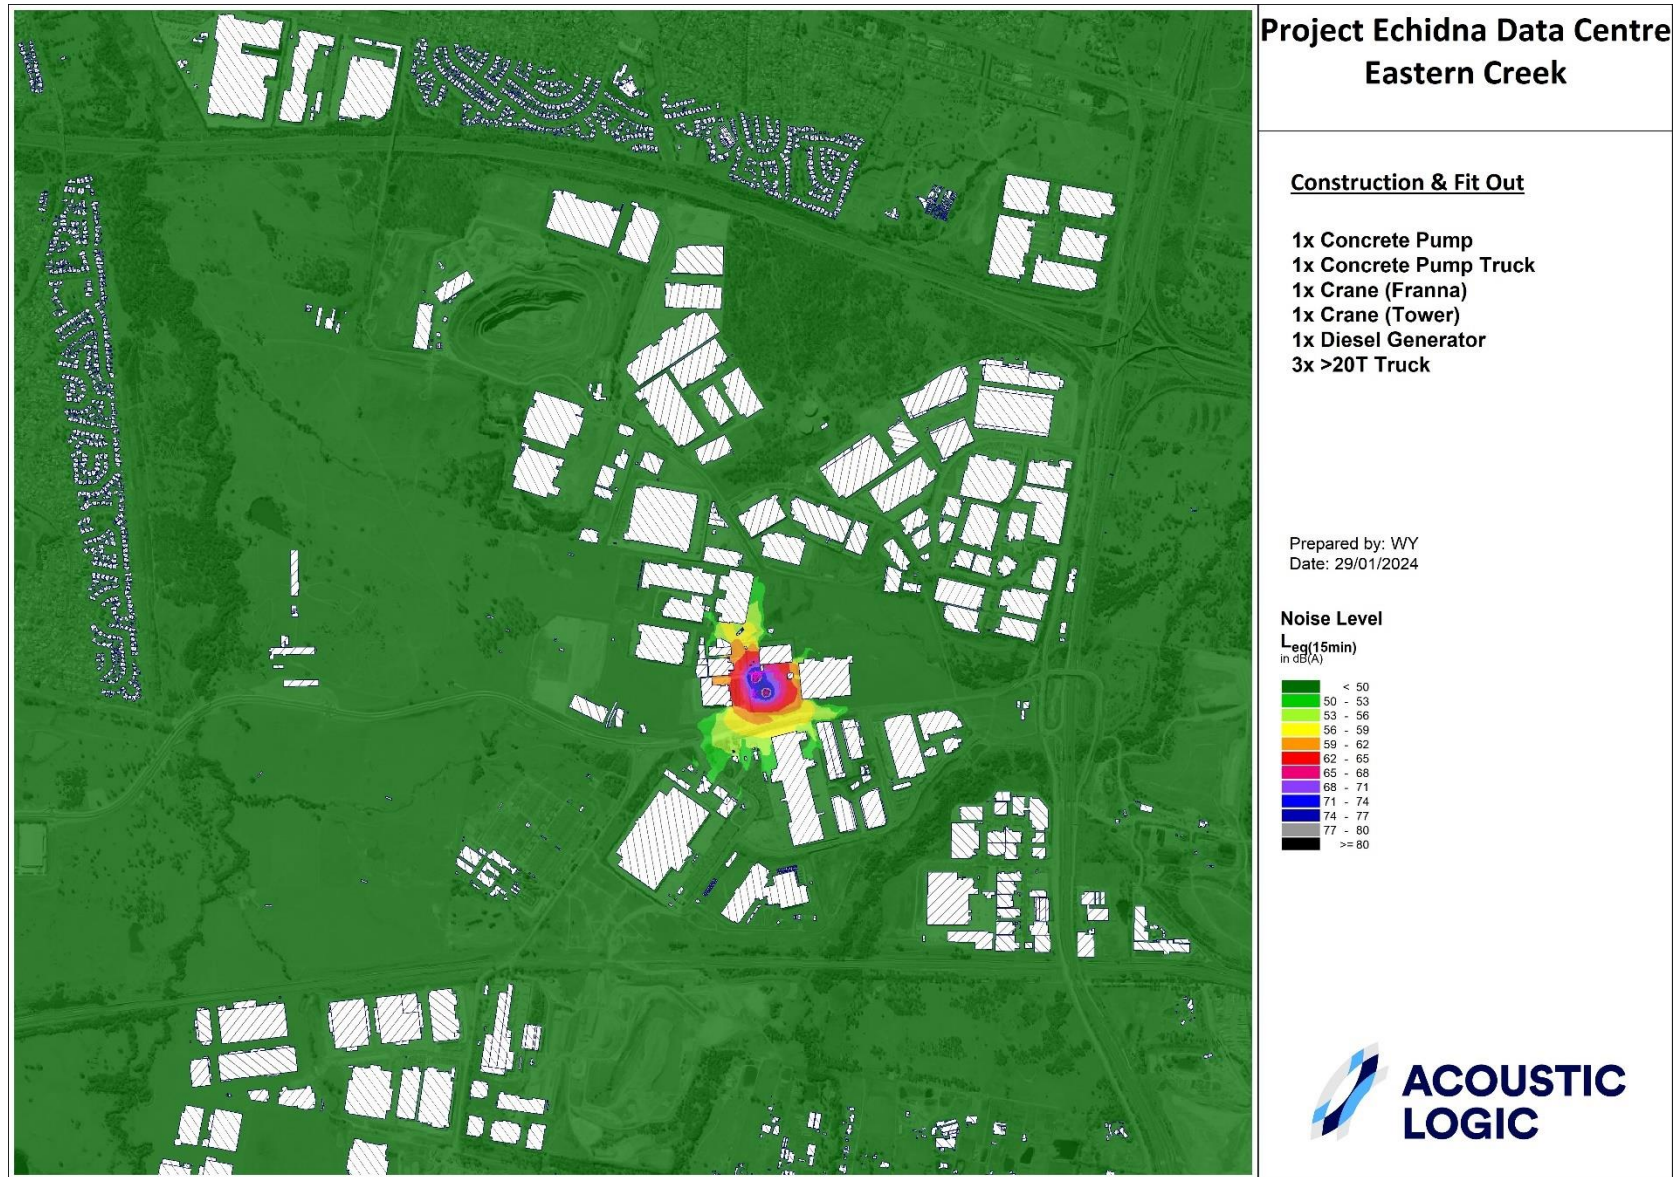 Project Echidna Data Centre
Eastern Creek
Construction & Fit Out
1x Concrete Pump
1x Concrete Pump Truck
1x Crane (Franna)
1x Crane (Tower)
1x Diesel Generator
3x >20T Truck
Prepared by: WY
Date: 29/01/2024
Noise Level
Leq(15min)
in dB(A)
< 50
50 - 53
53 - 56
56 - 59
59 - 62
62 - 65
65 - 68
68 - 71
71 - 74
74 - 77
77 - 80
>= 80
ACOUSTIC
LOGIC